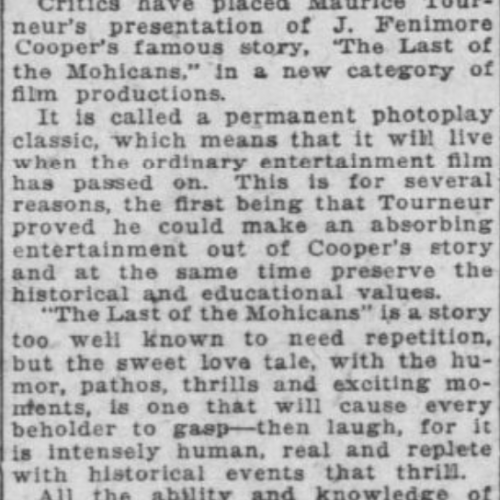 Critics have placed Maurice Tour-
neur's presentation of J. Fenimore
Cooper's famous story, 'The Last of
the Mohicans," in a new category of
film productions.
It is called a permanent photoplay
classic, which means that it will live
when the ordinary entertainment film
has passed on. This is for several
reasons, the first being that Tourneur
proved he could make an absorbing
entertainment out of Cooper's story
and at the same time preserve the
historical and educational values.
"The Last of the Mohicans" is a story
too well known to need repetition,
but the sweet love tale, with the hu-
mor, pathos, thrills and exciting mo-
ments, is one that will cause every
beholder to gasp—then laugh, for it
is intensely human, real and replete
with historical events that thrill.
All the ability and knowledge of